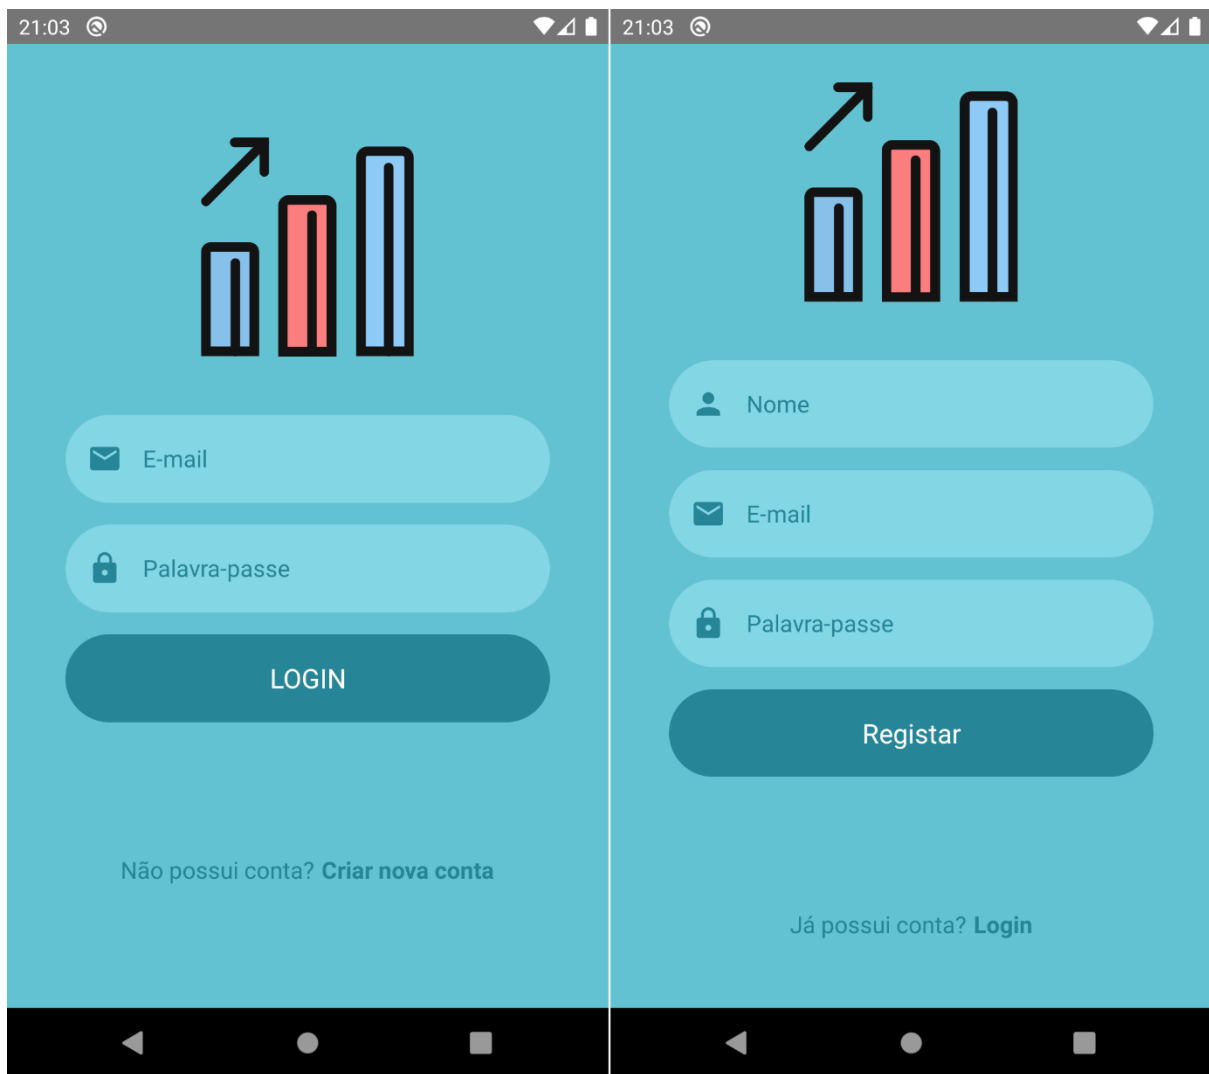 21:03
E-mail
Palavra-passe
LOGIN
Não possui conta? Criar nova conta
21:03
Nome
E-mail
Palavra-passe
Registar
Já possui conta? Login